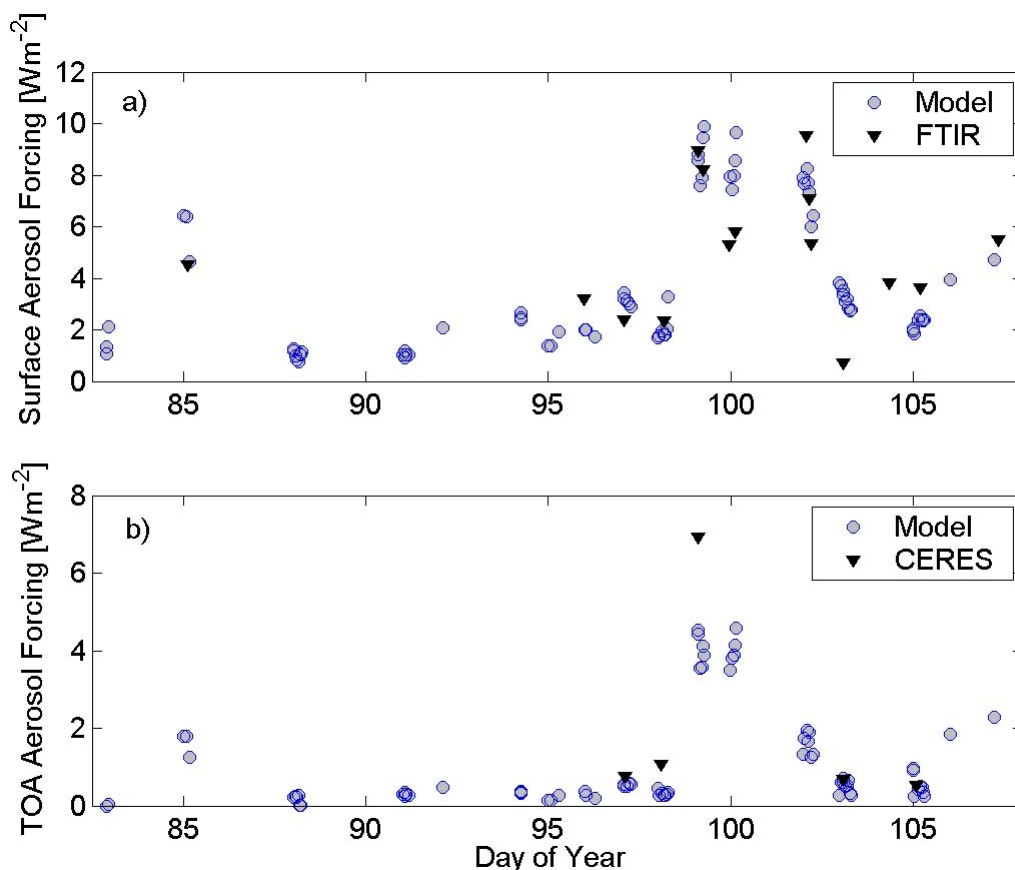 Surface Aerosol Forcing [Wm-2]
12
10
8
6
4
2
0
a)
Model
FTIR
85 90 95 100 105
TOA Aerosol Forcing [Wm-2]
8
6
4
2
0
b)
Model
CERES
85 90 95 100 105
Day of Year